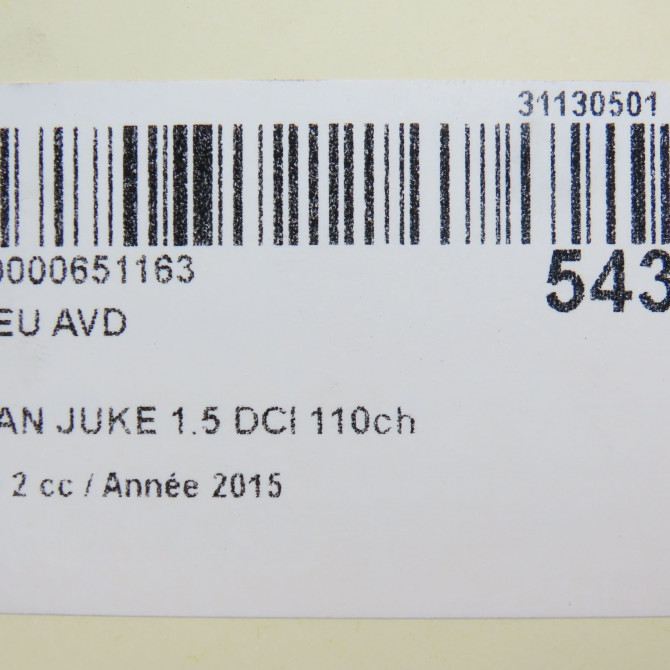 31130501
0000651163
543
EU AVD
AN JUKE 1.5 DCI 110ch
2 cc / Année 2015